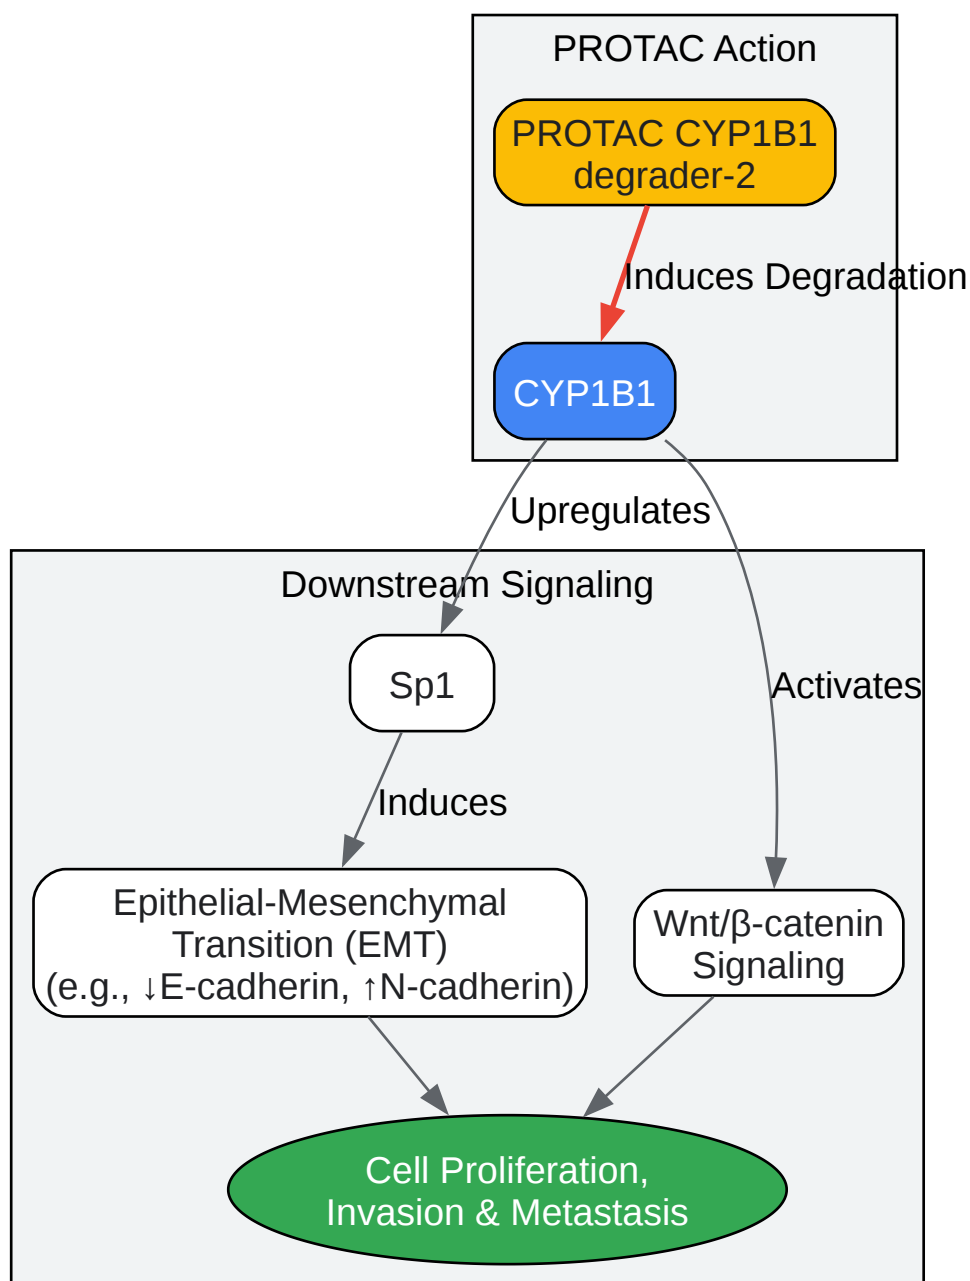 PROTAC Action
PROTAC CYP1B1
degrader-2
Induces Degradation
CYP1B1
Upregulates
Downstream Signaling
Sp1
Activates
Induces
Epithelial-Mesenchymal
Transition (EMT)
(e.g., ↓E-cadherin, ↑N-cadherin)
Wnt/β-catenin
Signaling
Cell Proliferation,
Invasion & Metastasis